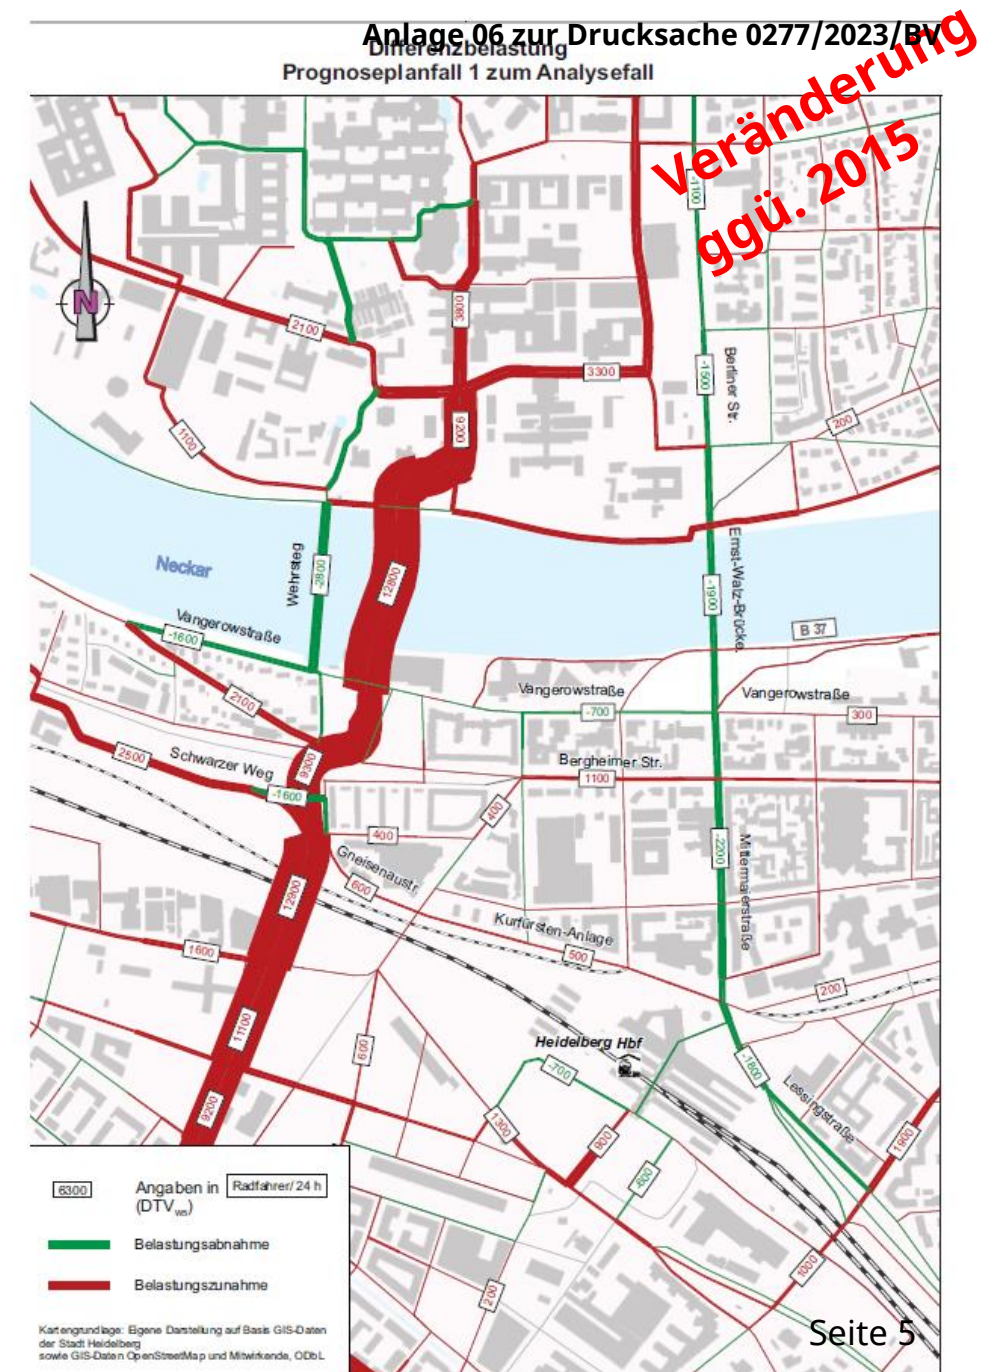 Anlage 06 zur Drucksache 0277/2023/BV
Differenzbelastung
Prognoseplanfall 1 zum Analysefall
Veränderung
ggü. 2015
N
-1100
3800
2100
3300
-1500
Berliner Str.
200
9200
1100
Neckar
Wehrsteg
-2800
12800
Ernst-Walz-Brücke
-1900
B 37
Vangerowstraße
-1600
2100
Vangerowstraße
-700
Vangerowstraße
300
2500
Schwarzer Weg
9300
-1600
Bergheimer Str.
1100
400
400
-2200
Mittermaierstraße
Gneisenaustr.
600
12900
Kurfürsten-Anlage
500
1600
200
11100
600
Heidelberg Hbf
-700
-1800
Lessingstraße
9200
1300
900
1900
-600
1000
200
6300
Angaben in
Radfahrer/24 h
(DTVws)
Belastungsabnahme
Belastungszunahme
Kartengrundlage: Eigene Darstellung auf Basis GIS-Daten
der Stadt Heidelberg
sowie GIS-Daten OpenStreetMap und Mitwirkende, ODbL
Seite 5